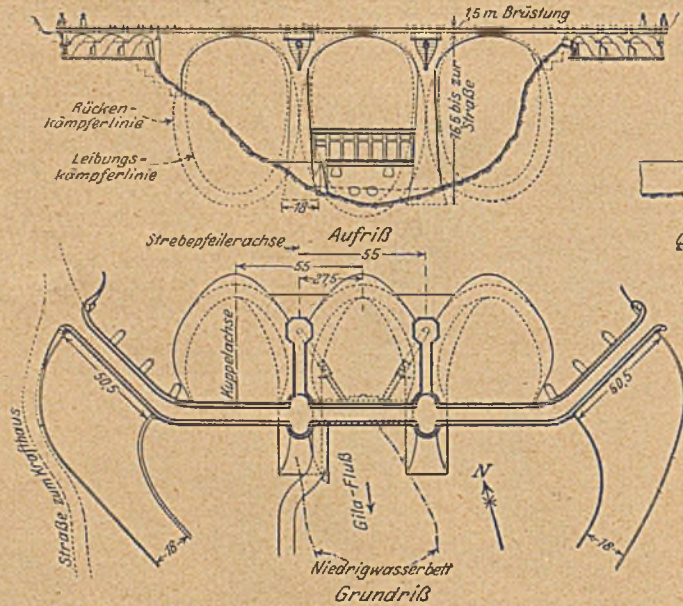 1,5 m. Brüstung
76,5 bis zur
Straße
Rücken-
kämpferlinie
Leibungs-
kämpferlinie
18
Aufriß
Strebepfeilerachse
55
55
27,5
Kuppelachse
50,5
50,5
Straße zum Krafthaus
Gila-Fluß
N
18
18
Niedrigwasserbett
Grundriß